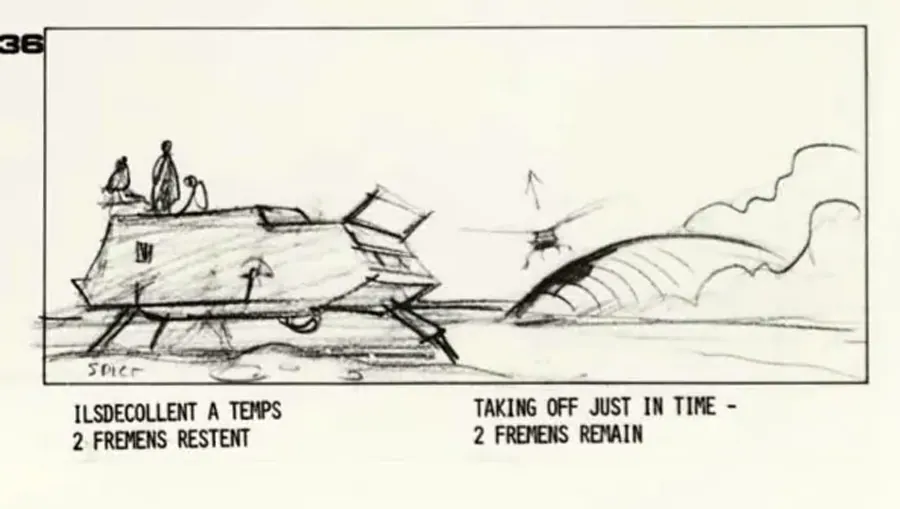 36
SPICE
ILSDECOLLENT A TEMPS
2 FREMENS RESTENT
TAKING OFF JUST IN TIME -
2 FREMENS REMAIN